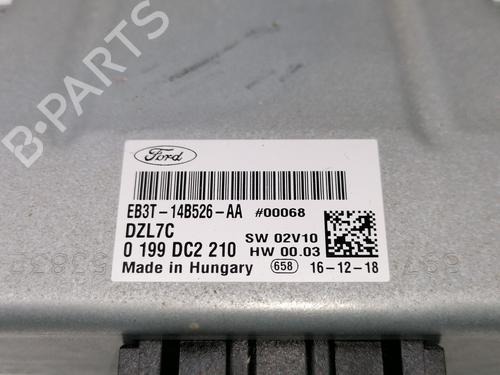 B-PARTS
Ford
EB3T-14B526-AA #00068
DZL7C
0 199 DC2 210
SW 02V10
HW 00.03
Made in Hungary 658 16-12-18